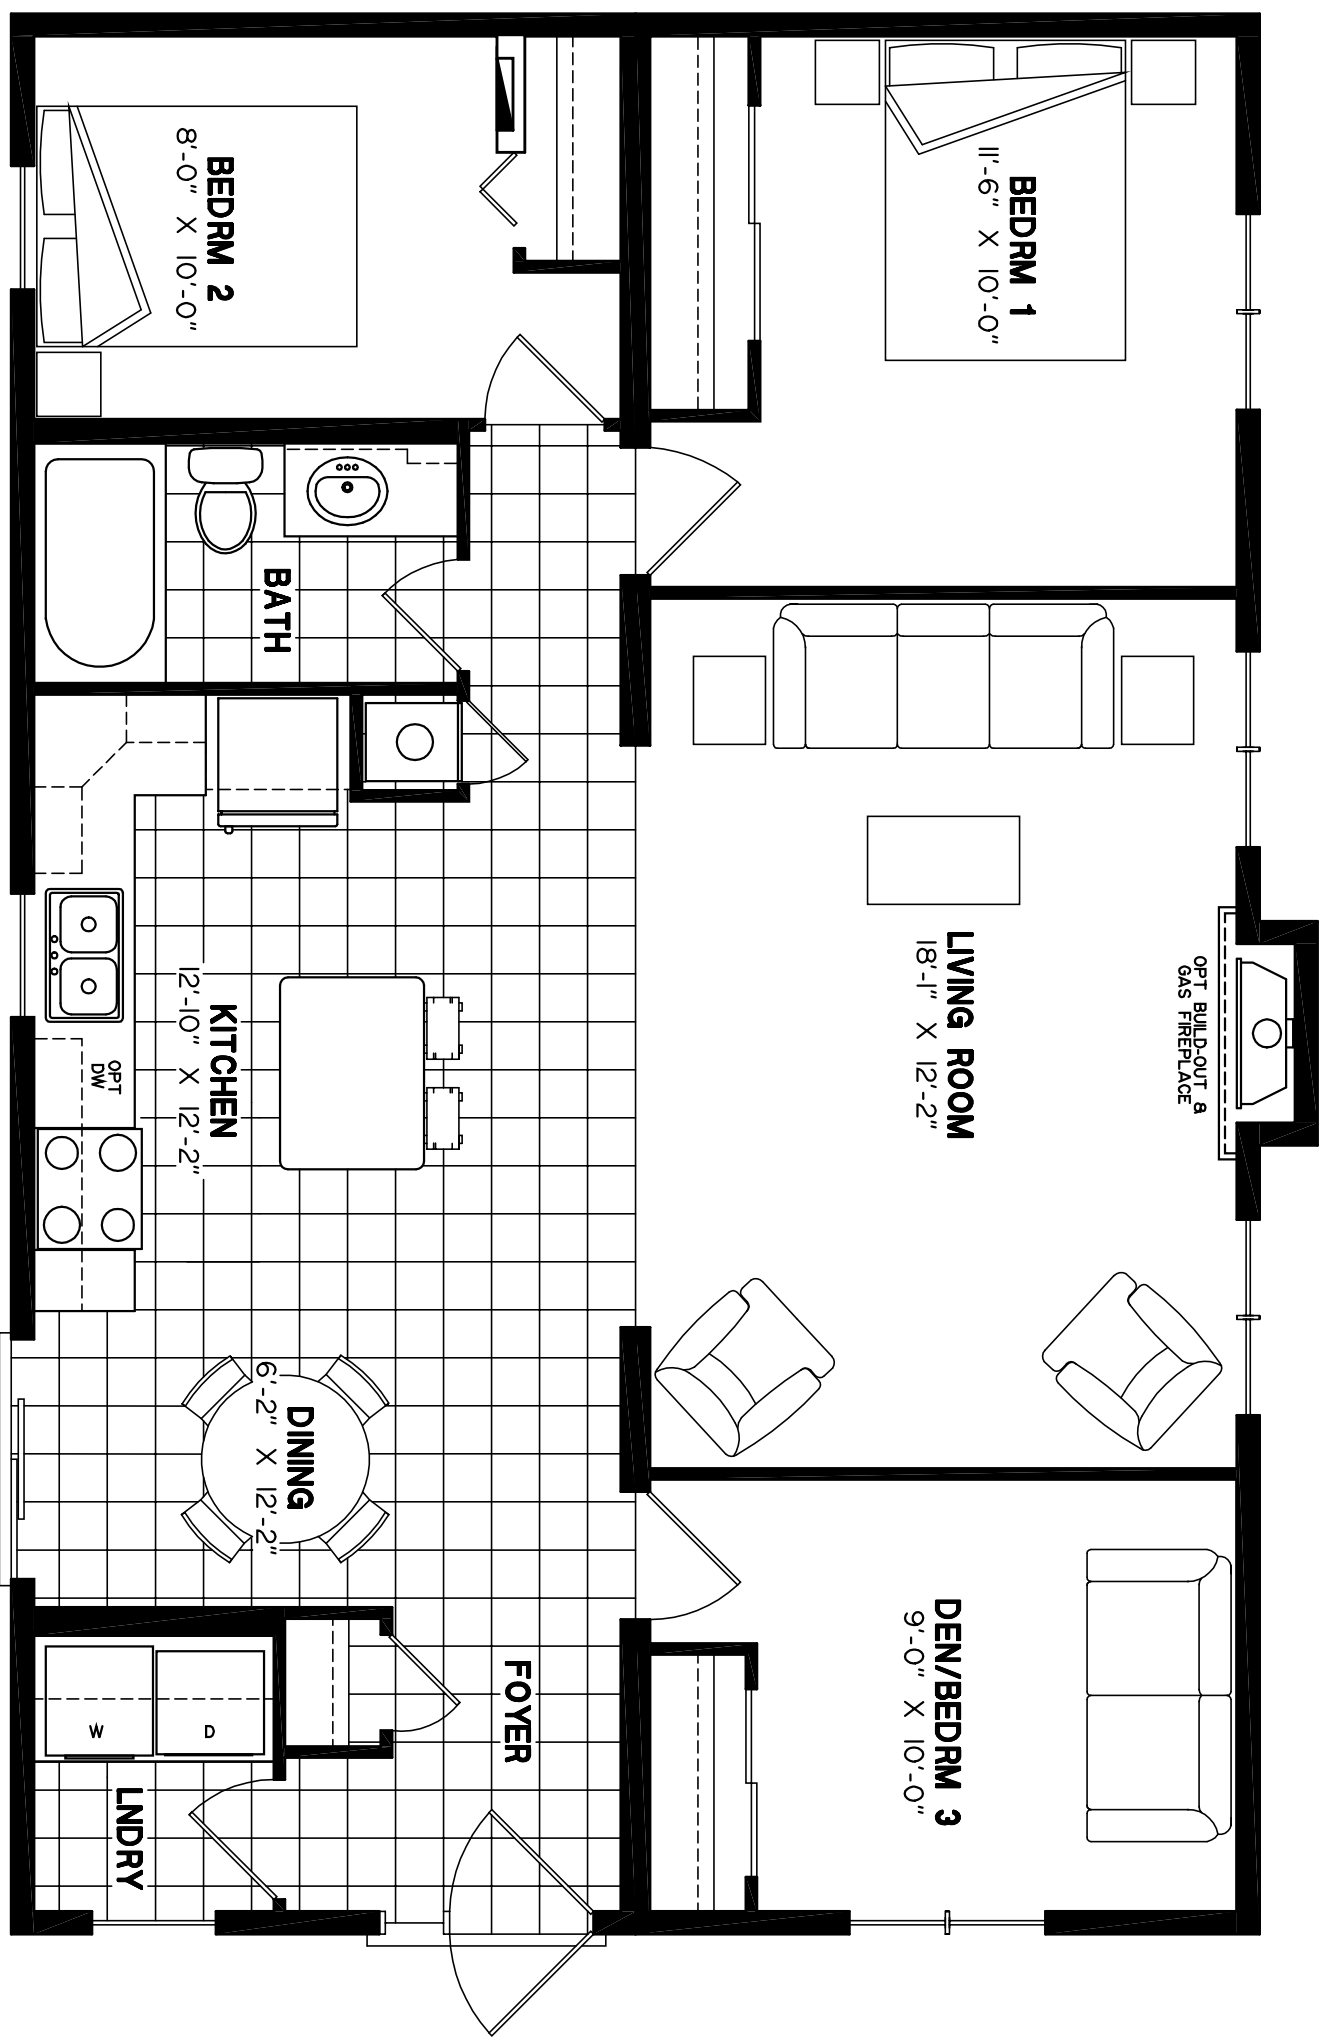 BEDRM 1
11'-6" X 10'-0"
LIVING ROOM
18'-1" X 12'-2"
OPT BUILD-OUT &
GAS FIREPLACE
DEN/BEDRM 3
9'-0" X 10'-0"
BEDRM 2
8'-0" X 10'-0"
BATH
KITCHEN
12'-10" X 12'-2"
OPT
DW
DINING
6'-2" X 12'-2"
FOYER
D
W
LNDRY